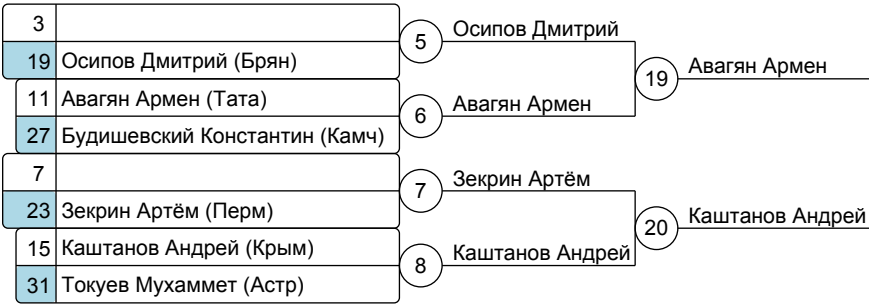 3
5 Осипов Дмитрий
19 Осипов Дмитрий (Брян)
19 Авагян Армен
11 Авагян Армен (Тата)
6 Авагян Армен
27 Будишевский Константин (Камч)
7
7 Зекрин Артём
23 Зекрин Артём (Перм)
20 Каштанов Андрей
15 Каштанов Андрей (Крым)
8 Каштанов Андрей
31 Токуев Мухаммет (Астр)